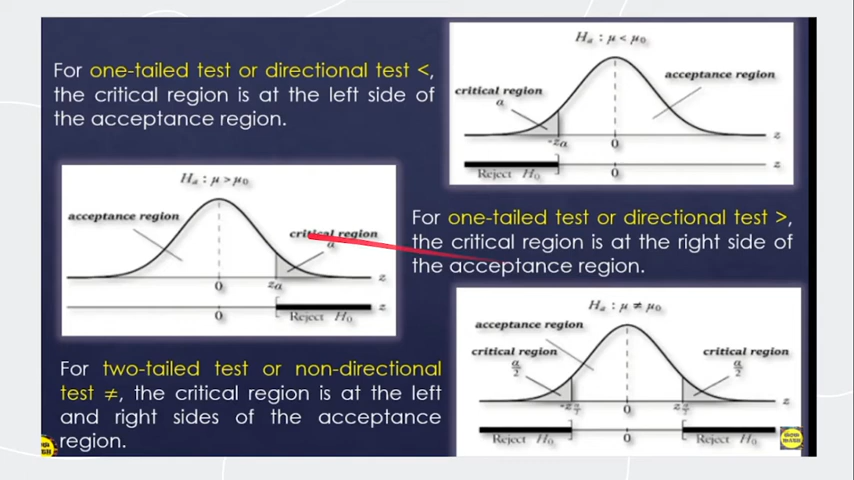 For one-tailed test or directional test <,
the critical region is at the left side of
the acceptance region.
Hₐ : μ < μ₀
acceptance region
critical region
α
-zα
0
z
Reject H₀
0
z
Hₐ : μ > μ₀
acceptance region
critical region
α
0
zα
z
0
Reject H₀
z
For one-tailed test or directional test >,
the critical region is at the right side of
the acceptance region.
Hₐ : μ ≠ μ₀
acceptance region
critical region
α/2
critical region
α/2
-zα/2
0
zα/2
z
Reject H₀
0
Reject H₀
z
For two-tailed test or non-directional
test ≠, the critical region is at the left
and right sides of the acceptance
region.